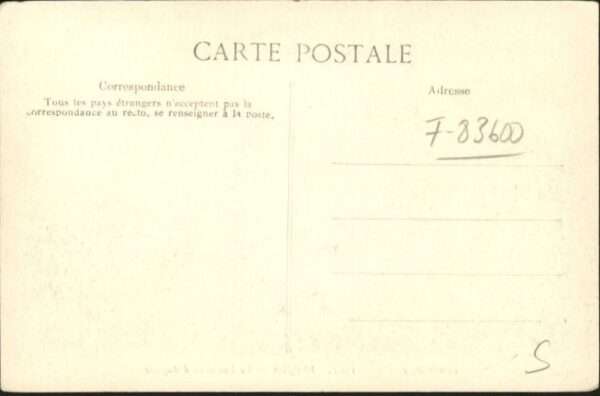 CARTE POSTALE
Correspondance
Tous les pays étrangers n'acceptent pas la
correspondance au recto, se renseigner à la poste.
Adresse
F-83600
S